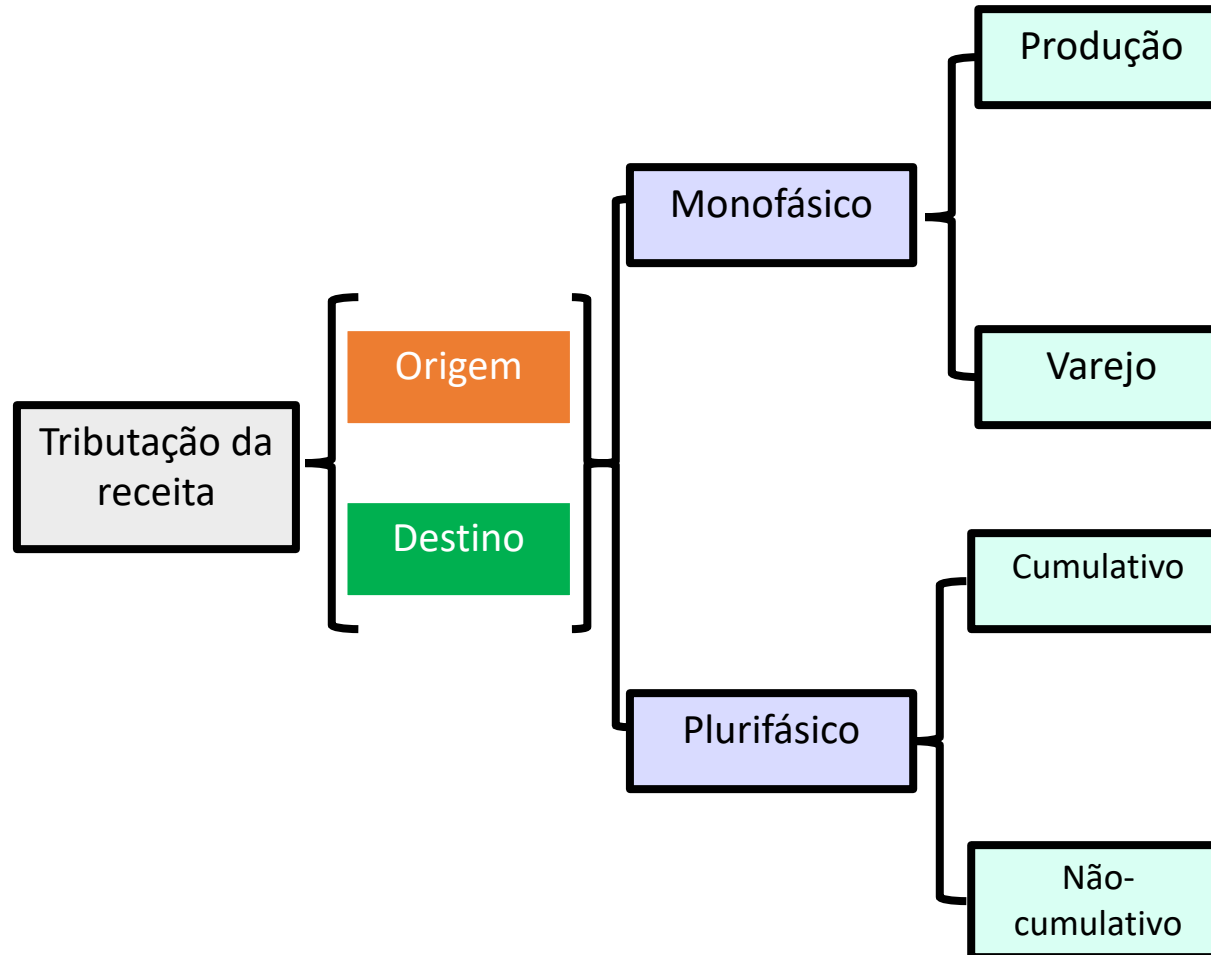 Produção
Monofásico
Varejo
Origem
Tributação da
receita
Destino
Cumulativo
Plurifásico
Não-
cumulativo